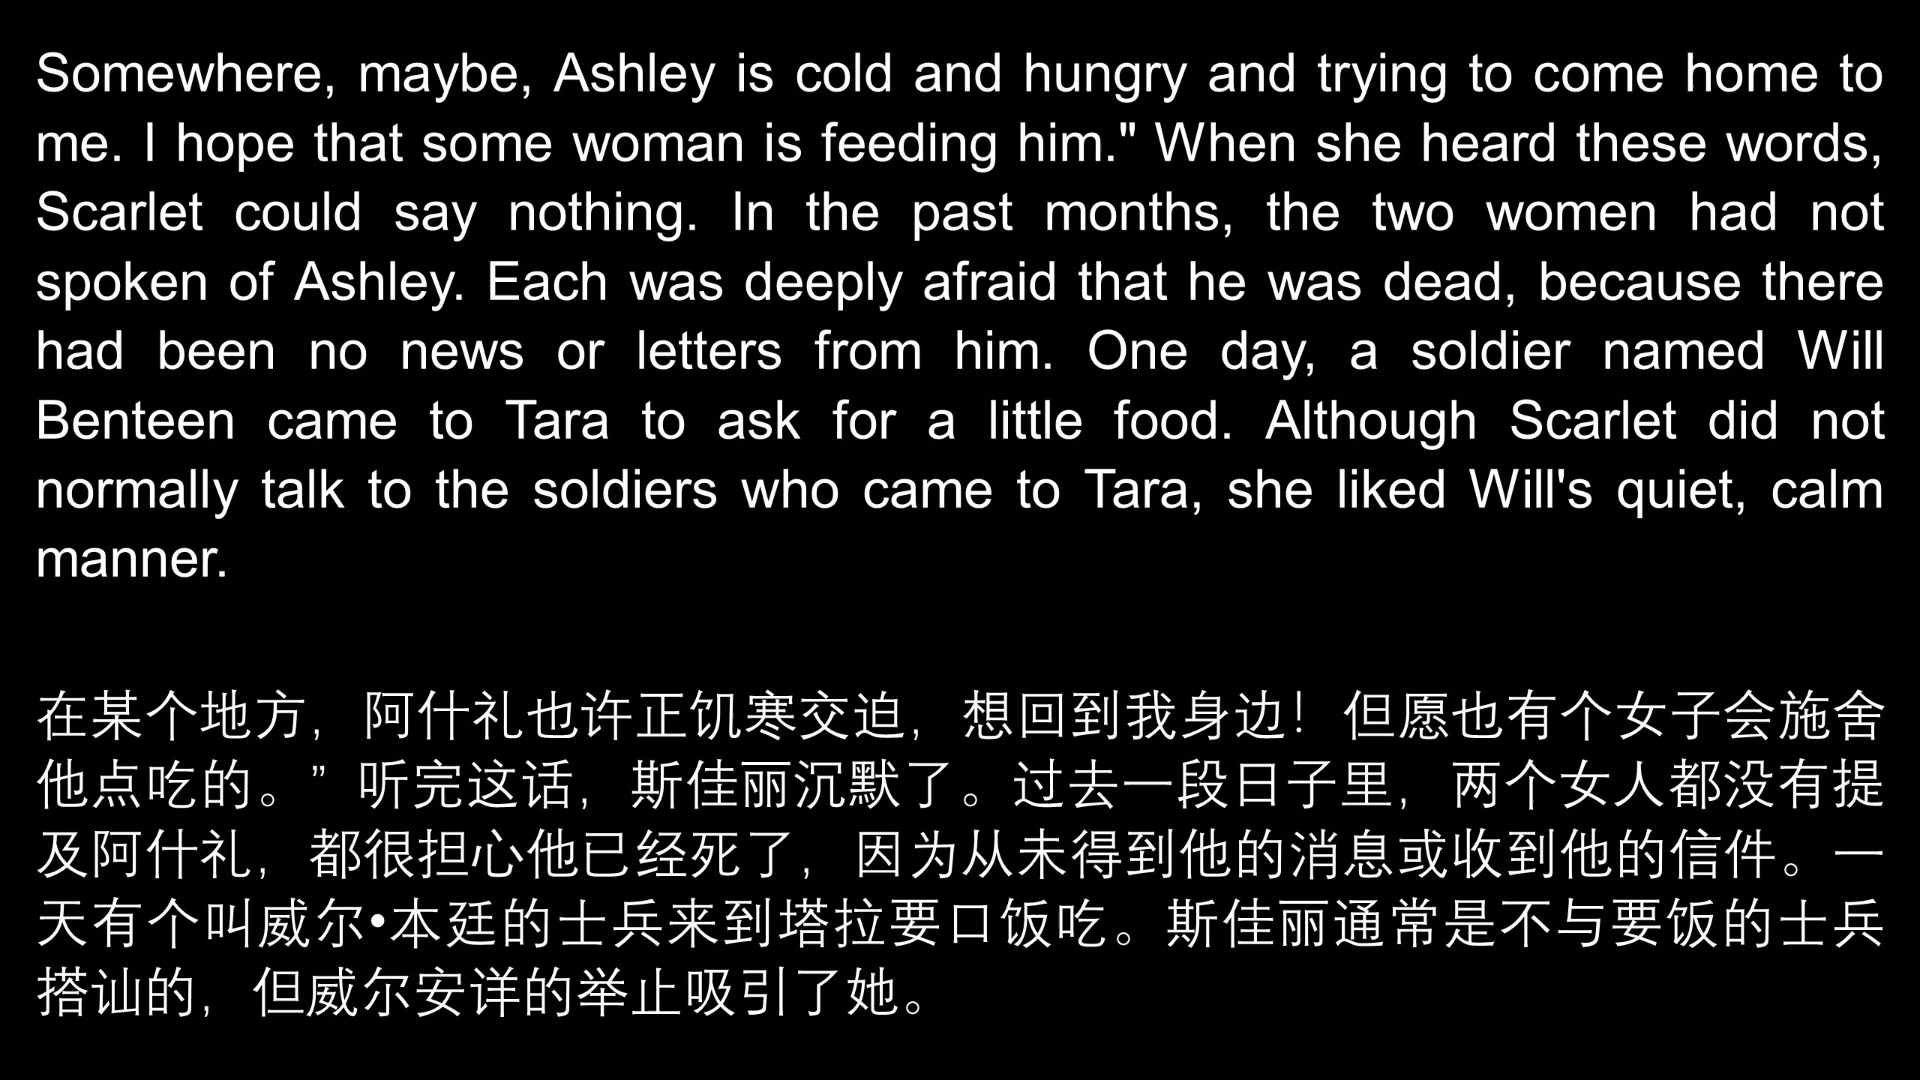 Somewhere, maybe, Ashley is cold and hungry and trying to come home to
me. I hope that some woman is feeding him." When she heard these words,
Scarlet could say nothing. In the past months, the two women had not
spoken of Ashley. Each was deeply afraid that he was dead, because there
had been no news or letters from him. One day, a soldier named Will
Benteen came to Tara to ask for a little food. Although Scarlet did not
normally talk to the soldiers who came to Tara, she liked Will's quiet, calm
manner.
在某个地方，阿什礼也许正饥寒交迫，想回到我身边！但愿也有个女子会施舍
他点吃的。” 听完这话，斯佳丽沉默了。过去一段日子里，两个女人都没有提
及阿什礼，都很担心他已经死了，因为从未得到他的消息或收到他的信件。一
天有个叫威尔•本廷的士兵来到塔拉要口饭吃。斯佳丽通常是不与要饭的士兵
搭讪的，但威尔安详的举止吸引了她。